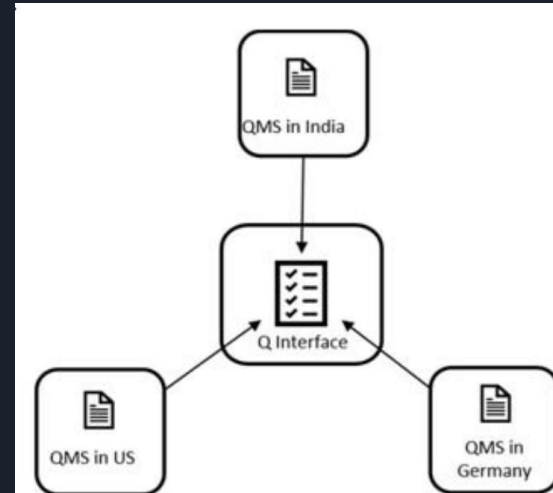 QMS in India
Q Interface
QMS in US
QMS in
Germany